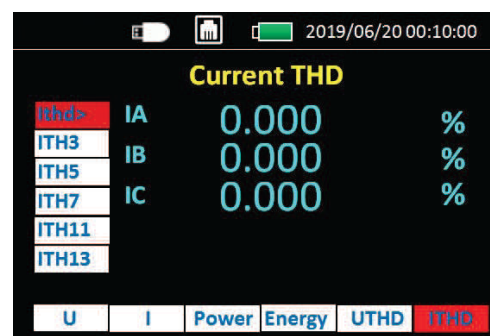 2019/06/20 00:10:00
Current THD
Ithd> IA 0.000 %
ITH3
IB 0.000 %
ITH5
ITH7 IC 0.000 %
ITH11
ITH13
U I Power Energy UTHD ITHD